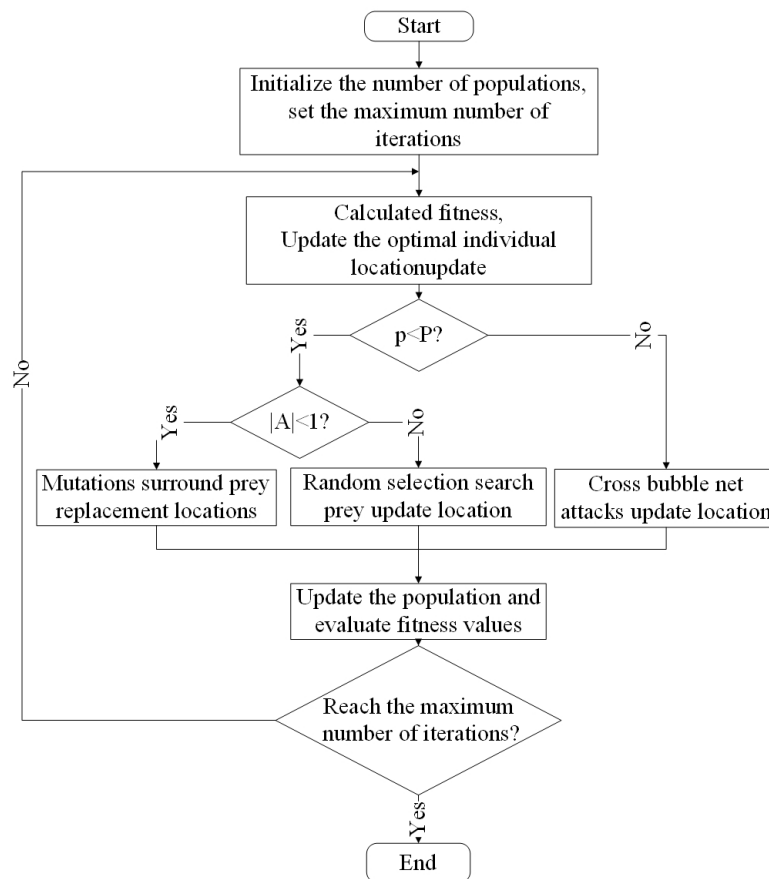 Start
Initialize the number of populations,
set the maximum number of
iterations
Calculated fitness,
Update the optimal individual
locationupdate
p<P?
Yes
No
|A|<1?
Yes
No
No
Mutations surround prey
replacement locations
Random selection search
prey update location
Cross bubble net
attacks update location
Update the population and
evaluate fitness values
Reach the maximum
number of iterations?
Yes
End